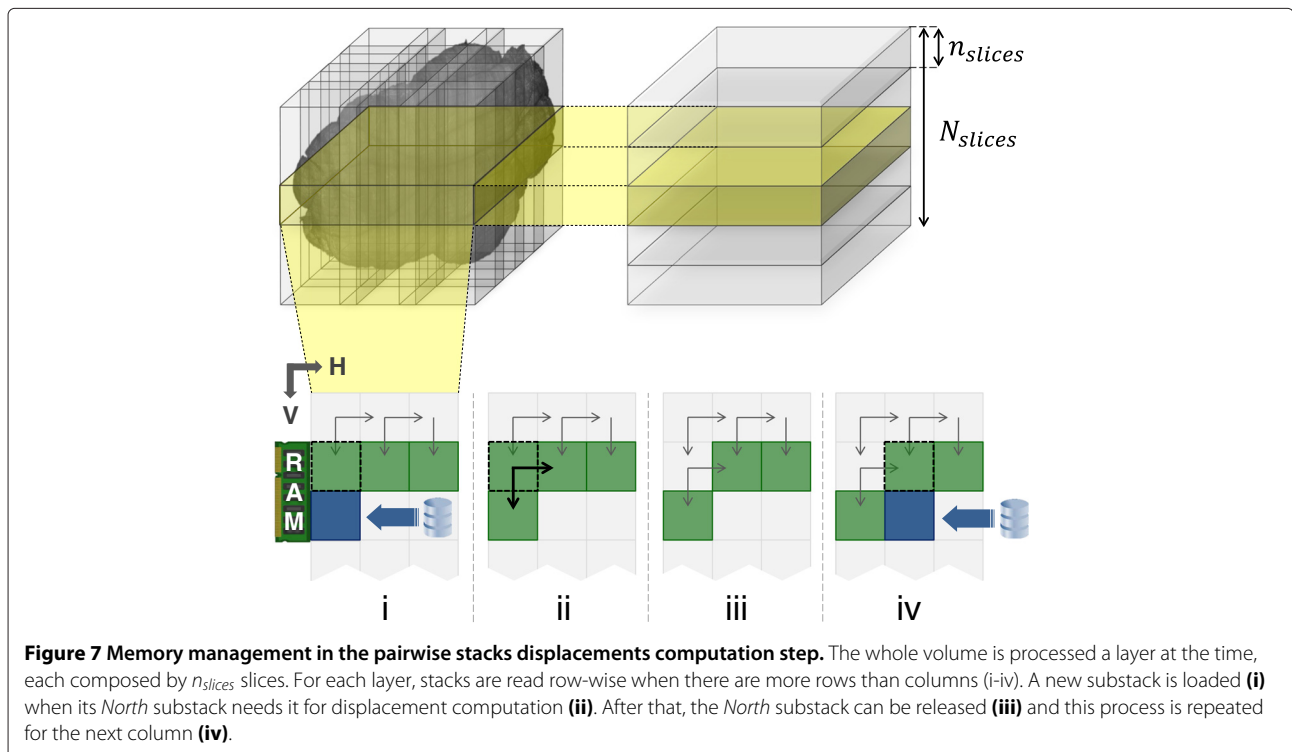 n_slices
N_slices
H
V
R
A
M
i
ii
iii
iv
Figure 7 Memory management in the pairwise stacks displacements computation step. The whole volume is processed a layer at the time,
each composed by n_slices slices. For each layer, stacks are read row-wise when there are more rows than columns (i-iv). A new substack is loaded (i)
when its North substack needs it for displacement computation (ii). After that, the North substack can be released (iii) and this process is repeated
for the next column (iv).